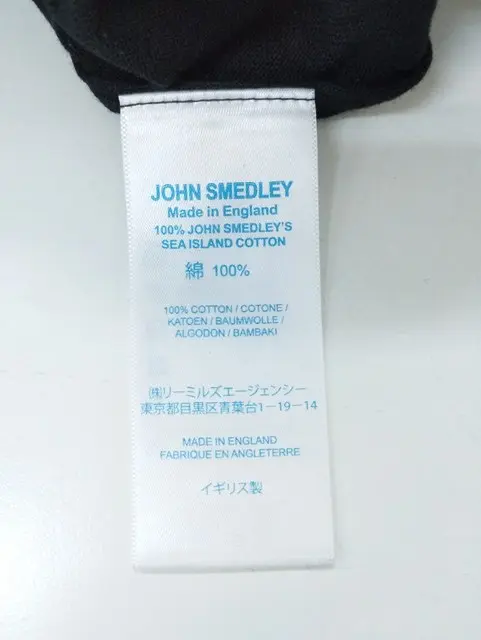 JOHN SMEDLEY
Made in England
100% JOHN SMEDLEY'S
SEA ISLAND COTTON
綿 100%
100% COTTON / COTONE /
KATOEN / BAUMWOLLE /
ALGODON / BAMBAKI
㈱リーミルズエージェンシー
東京都目黒区青葉台1-19-14
MADE IN ENGLAND
FABRIQUE EN ANGLETERRE
イギリス製